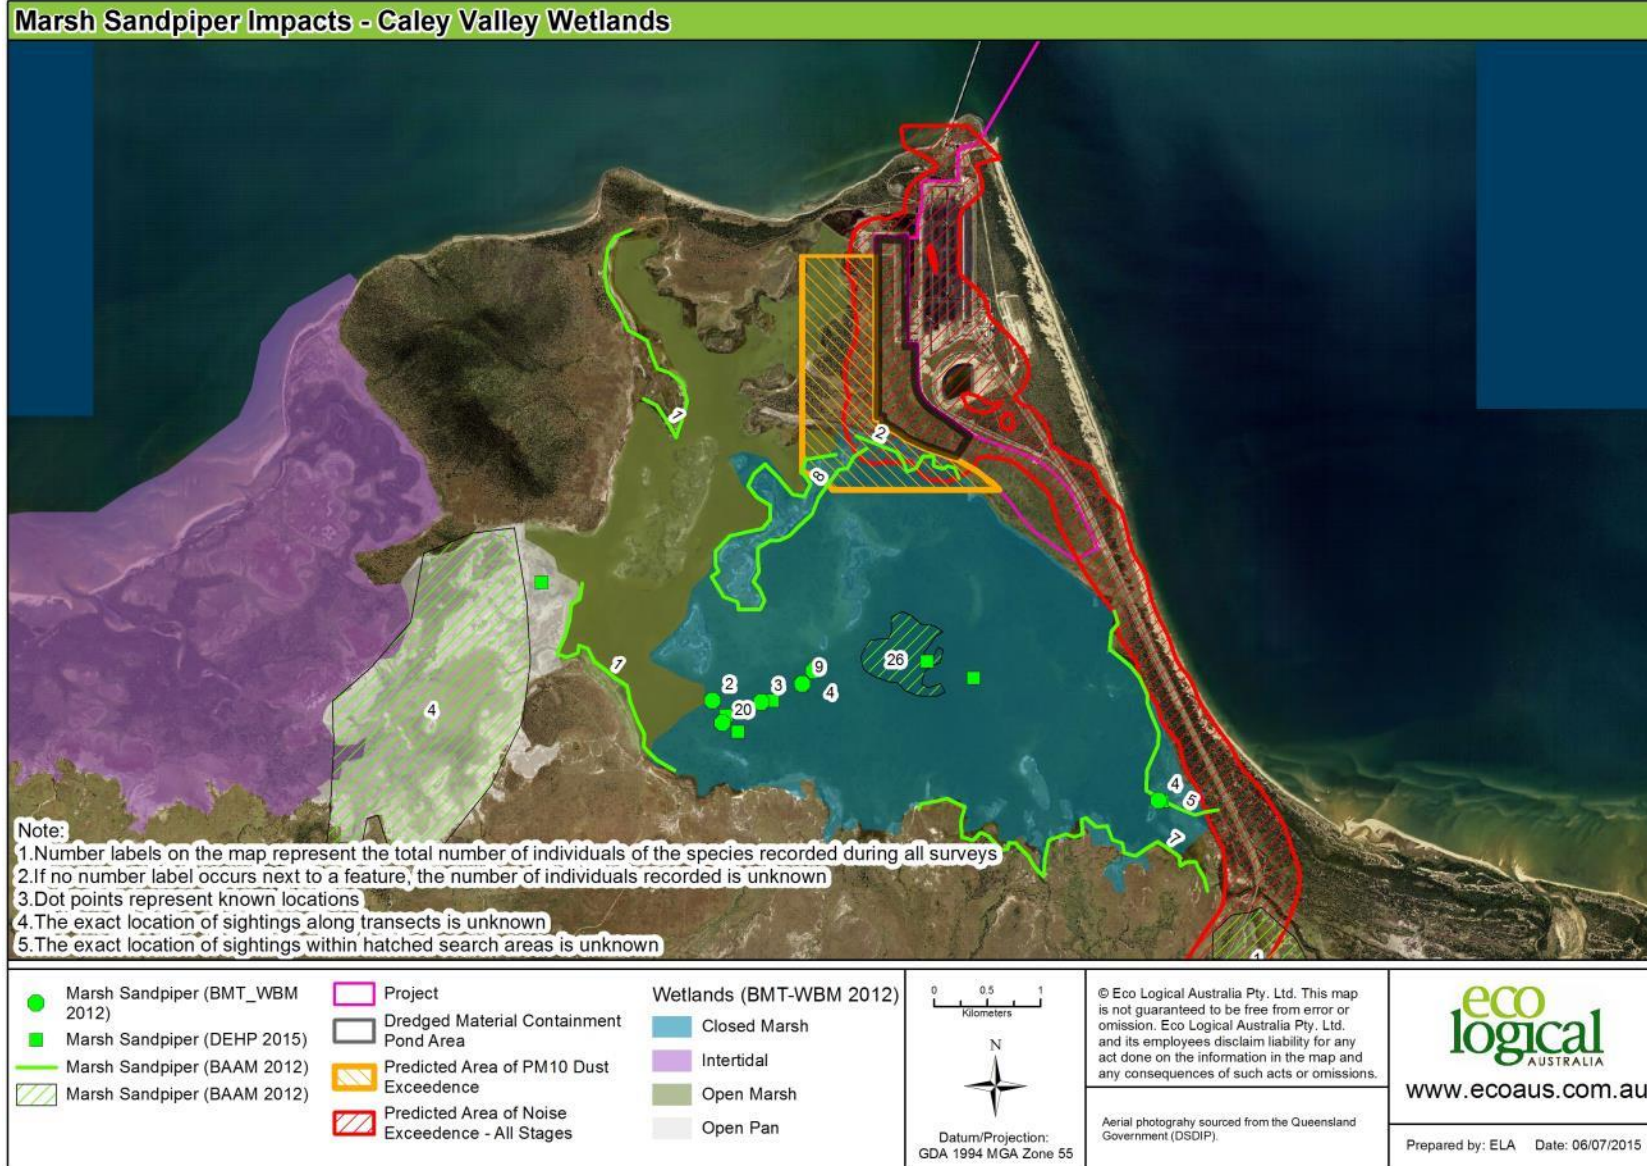 Marsh Sandpiper Impacts - Caley Valley Wetlands
1
2
8
1
26
9
4
3
2
20
4
4
5
7
Note:
1.Number labels on the map represent the total number of individuals of the species recorded during all surveys
2.If no number label occurs next to a feature, the number of individuals recorded is unknown
3.Dot points represent known locations
4.The exact location of sightings along transects is unknown
5.The exact location of sightings within hatched search areas is unknown
Marsh Sandpiper (BMT_WBM
2012)
Marsh Sandpiper (DEHP 2015)
Marsh Sandpiper (BAAM 2012)
Marsh Sandpiper (BAAM 2012)
Project
Dredged Material Containment
Pond Area
Predicted Area of PM10 Dust
Exceedence
Predicted Area of Noise
Exceedence - All Stages
Wetlands (BMT-WBM 2012)
Closed Marsh
Intertidal
Open Marsh
Open Pan
0 0.5 1
Kilometers
N
Datum/Projection:
GDA 1994 MGA Zone 55
© Eco Logical Australia Pty. Ltd. This map
is not guaranteed to be free from error or
omission. Eco Logical Australia Pty. Ltd.
and its employees disclaim liability for any
act done on the information in the map and
any consequences of such acts or omissions.
Aerial photograhy sourced from the Queensland
Government (DSDIP).
eco
logical
AUSTRALIA
www.ecoaus.com.au
Prepared by: ELA Date: 06/07/2015